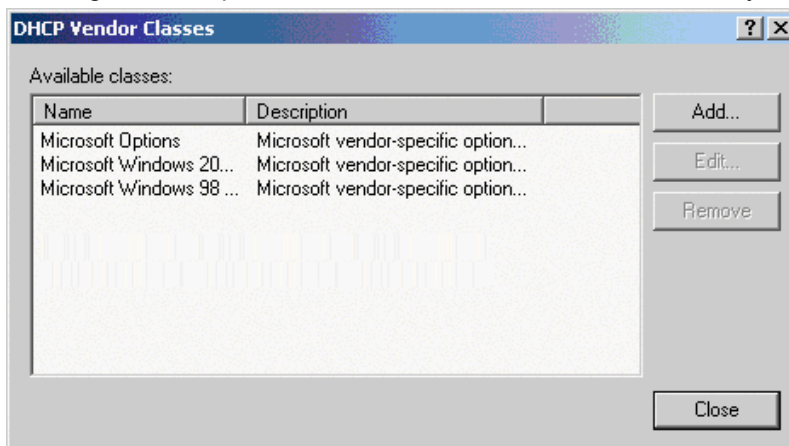 DHCP Vendor Classes
Available classes:
Name Description
Add...
Microsoft Options Microsoft vendor-specific option...
Microsoft Windows 20... Microsoft vendor-specific option...
Edit...
Microsoft Windows 98 ... Microsoft vendor-specific option...
Remove
Close